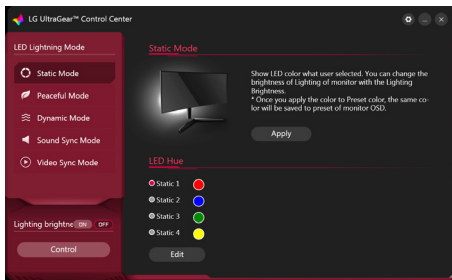 LG UltraGear™ Control Center
LED Lightning Mode
Static Mode
Peaceful Mode
Dynamic Mode
Sound Sync Mode
Video Sync Mode
Lighting brightne ON OFF
Control
Static Mode
Show LED color what user selected. You can change the
brightness of Lighting of monitor with the Lighting
Brightness.
* Once you apply the color to Preset color, the same co-
lor will be saved to preset of monitor OSD.
Apply
LED Hue
Static 1
Static 2
Static 3
Static 4
Edit